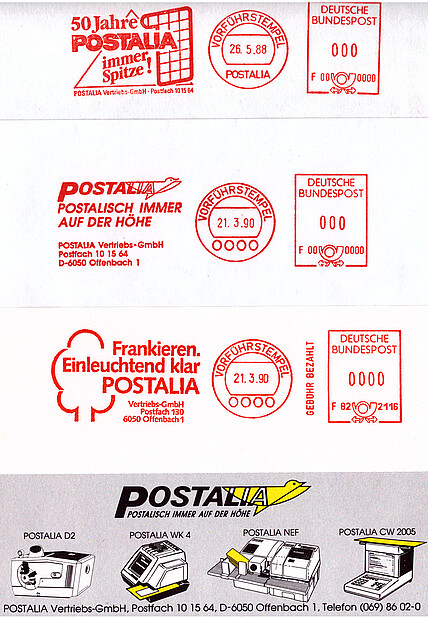 50 Jahre
POSTALIA
immer
Spitze!
POSTALIA Vertriebs-GmbH · Postfach 10 15 64
VORFÜHRSTEMPEL
26.5.88
POSTALIA
DEUTSCHE
BUNDESPOST
000
F 00 0000
POSTALIA
POSTALISCH IMMER
AUF DER HÖHE
POSTALIA Vertriebs-GmbH
Postfach 10 15 64
D-6050 Offenbach 1
VORFÜHRSTEMPEL
21.3.90
DEUTSCHE
BUNDESPOST
000
F 00 0000
Frankieren.
Einleuchtend klar
POSTALIA
Vertriebs-GmbH
Postfach 130
6050 Offenbach 1
VORFÜHRSTEMPEL
21.3.90
GEBÜHR BEZAHLT
DEUTSCHE
BUNDESPOST
0000
F 82 2116
POSTALIA
POSTALISCH IMMER AUF DER HÖHE
POSTALIA D2
POSTALIA WK 4
POSTALIA NEF
POSTALIA CW 2005
POSTALIA Vertriebs-GmbH, Postfach 10 15 64, D-6050 Offenbach 1, Telefon (069) 86 02-0